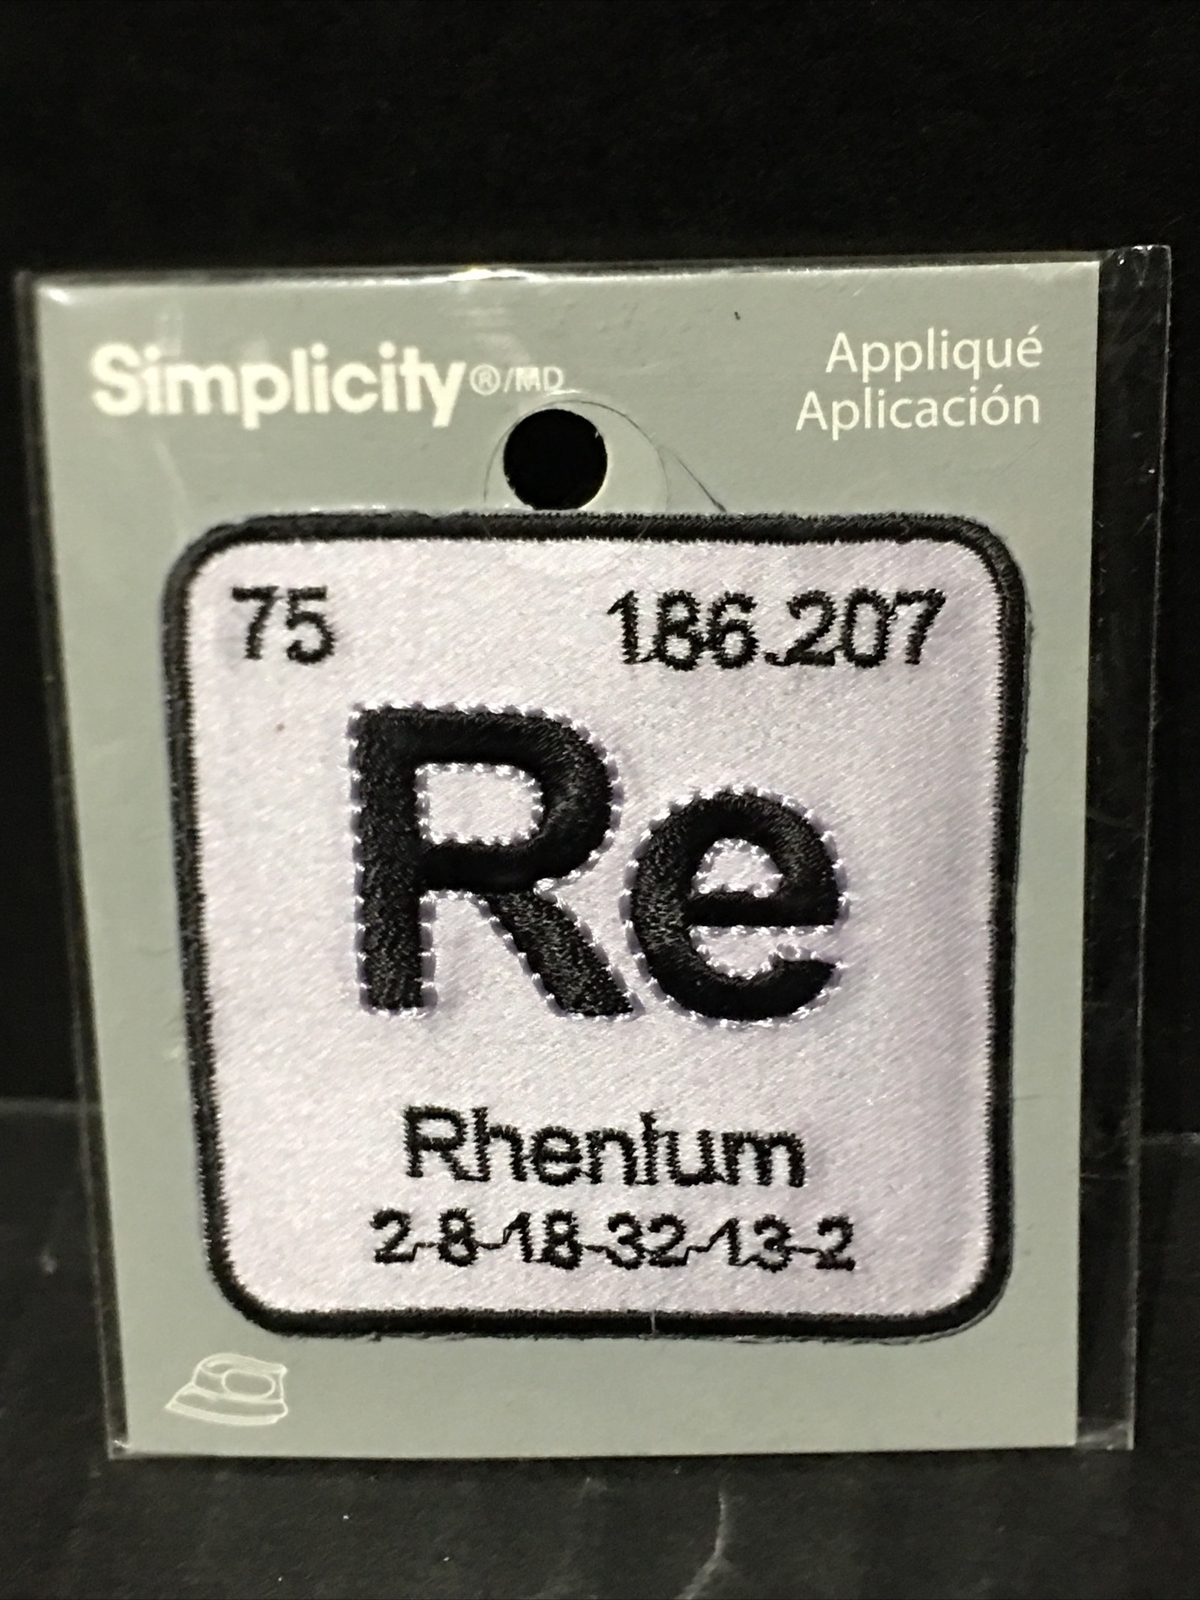 Simplicity®/MD
Appliqué
Aplicación
75
186.207
Re
Rhenium
2-8-18-32-13-2